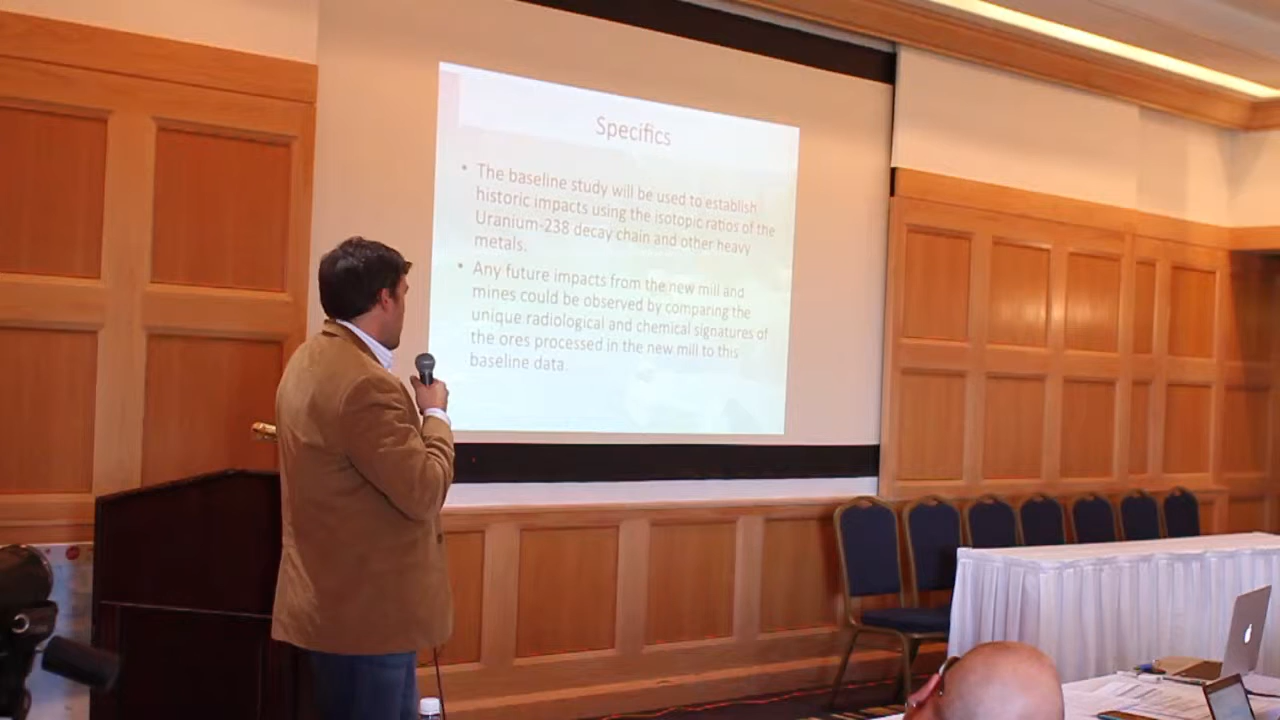 Specifics
• The baseline study will be used to establish
historic impacts using the isotopic ratios of the
Uranium-238 decay chain and other heavy
metals.
• Any future impacts from the new mill and
mines could be observed by comparing the
unique radiological and chemical signatures of
the ores processed in the new mill to this
baseline data.